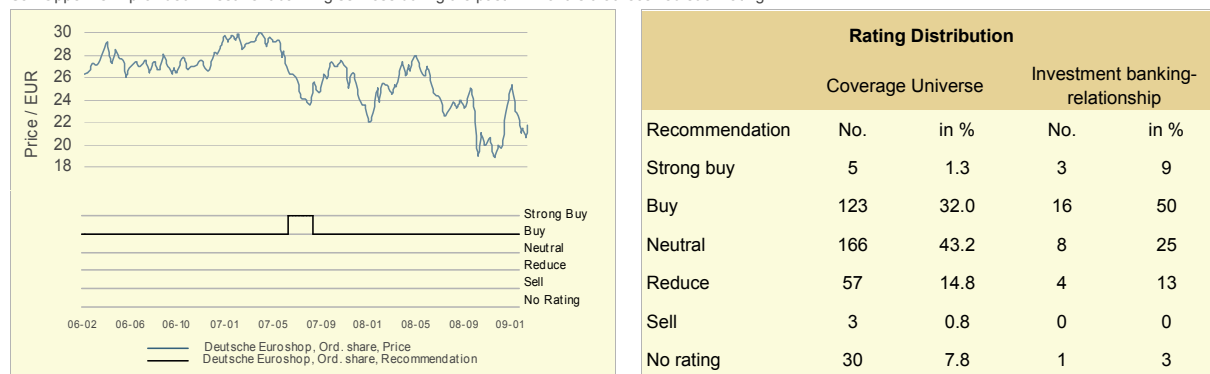 30
28
26
24
22
20
18
Price / EUR
Strong Buy
Buy
Neutral
Reduce
Sell
No Rating
06-02 06-06 06-10 07-01 07-05 07-09 08-01 08-05 08-09 09-01
Deutsche Euroshop, Ord. share, Price
Deutsche Euroshop, Ord. share, Recommendation
Rating Distribution
Coverage Universe Investment banking-
relationship
Recommendation No. in % No. in %
Strong buy 5 1.3 3 9
Buy 123 32.0 16 50
Neutral 166 43.2 8 25
Reduce 57 14.8 4 13
Sell 3 0.8 0 0
No rating 30 7.8 1 3